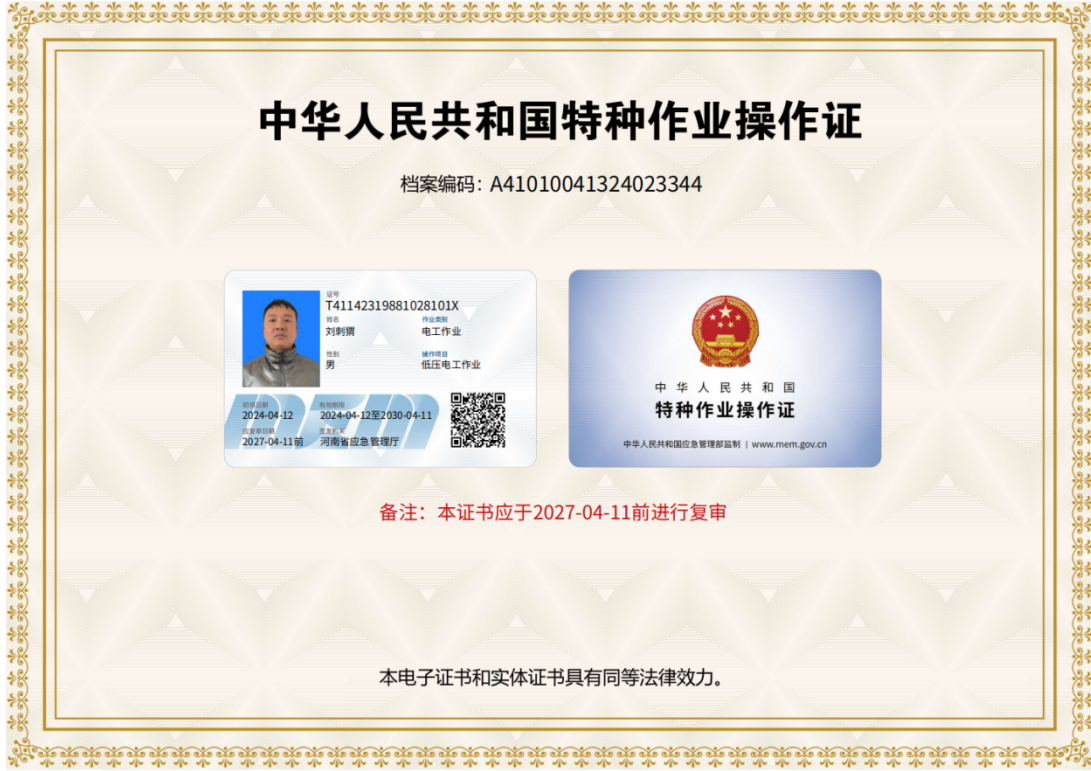 中华人民共和国特种作业操作证
档案编码：A41010041324023344
证号
T41142319881028101X
姓名
刘刺猬
作业类别
电工作业
性别
男
操作项目
低压电工作业
初领日期
2024-04-12
有效期限
2024-04-12至2030-04-11
应复审日期
2027-04-11前
签发机关
河南省应急管理厅
MEM
中华人民共和国
特种作业操作证
中华人民共和国应急管理部监制 | www.mem.gov.cn
备注：本证书应于2027-04-11前进行复审
本电子证书和实体证书具有同等法律效力。